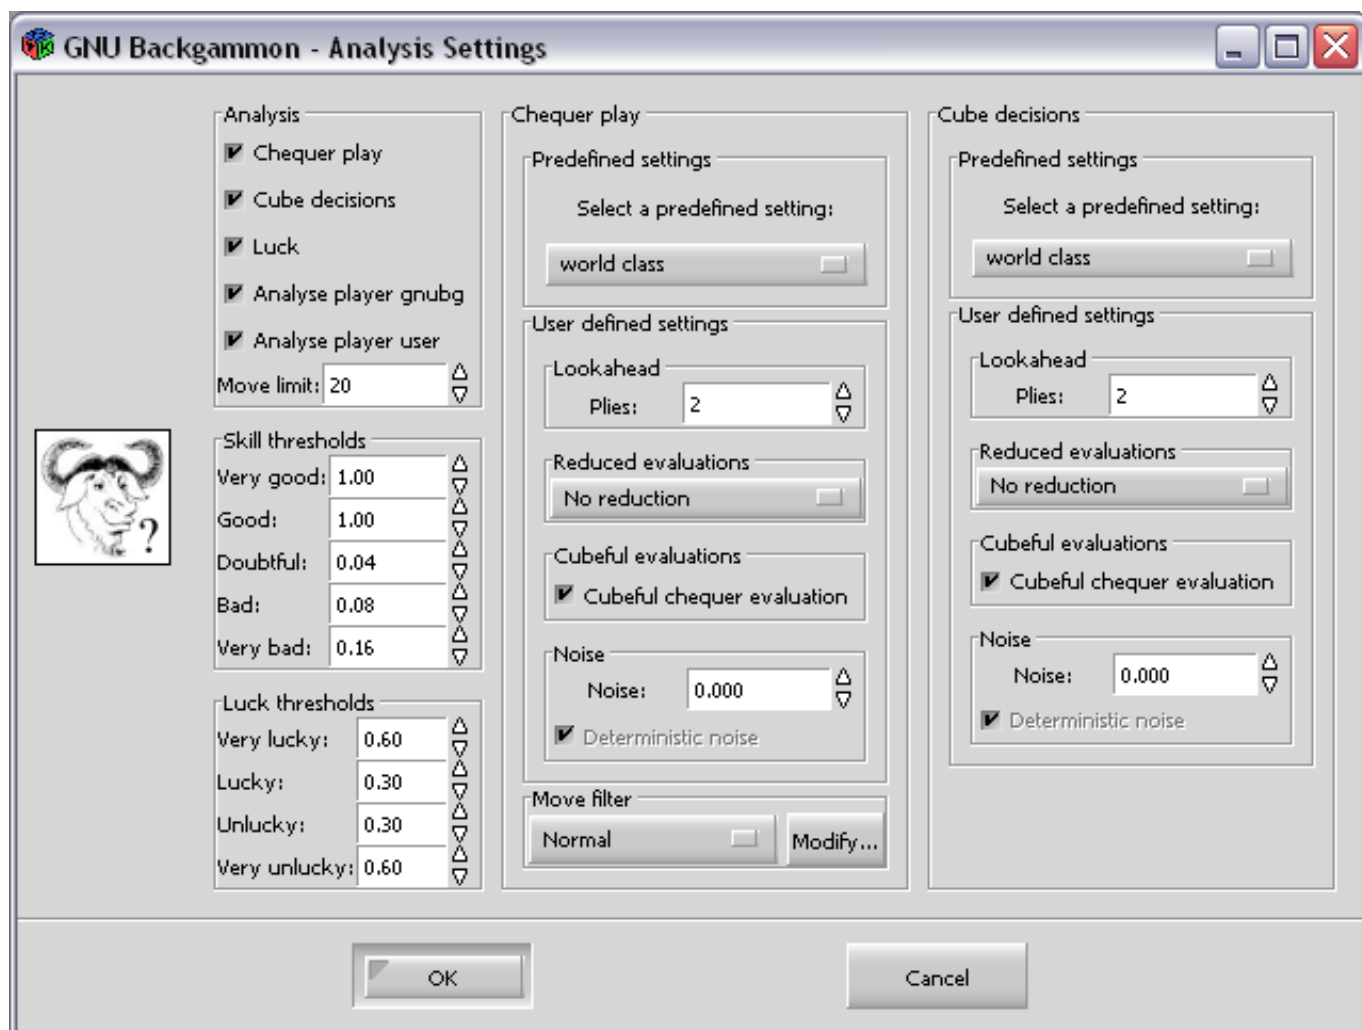 GNU Backgammon - Analysis Settings
Analysis
Chequer play
Cube decisions
Luck
Analyse player gnubg
Analyse player user
Move limit: 20
Skill thresholds
Very good: 1.00
Good: 1.00
Doubtful: 0.04
Bad: 0.08
Very bad: 0.16
Luck thresholds
Very lucky: 0.60
Lucky: 0.30
Unlucky: 0.30
Very unlucky: 0.60
?
Chequer play
Predefined settings
Select a predefined setting:
world class
User defined settings
Lookahead
Plies: 2
Reduced evaluations
No reduction
Cubeful evaluations
Cubeful chequer evaluation
Noise
Noise: 0.000
Deterministic noise
Move filter
Normal
Modify...
Cube decisions
Predefined settings
Select a predefined setting:
world class
User defined settings
Lookahead
Plies: 2
Reduced evaluations
No reduction
Cubeful evaluations
Cubeful chequer evaluation
Noise
Noise: 0.000
Deterministic noise
OK
Cancel